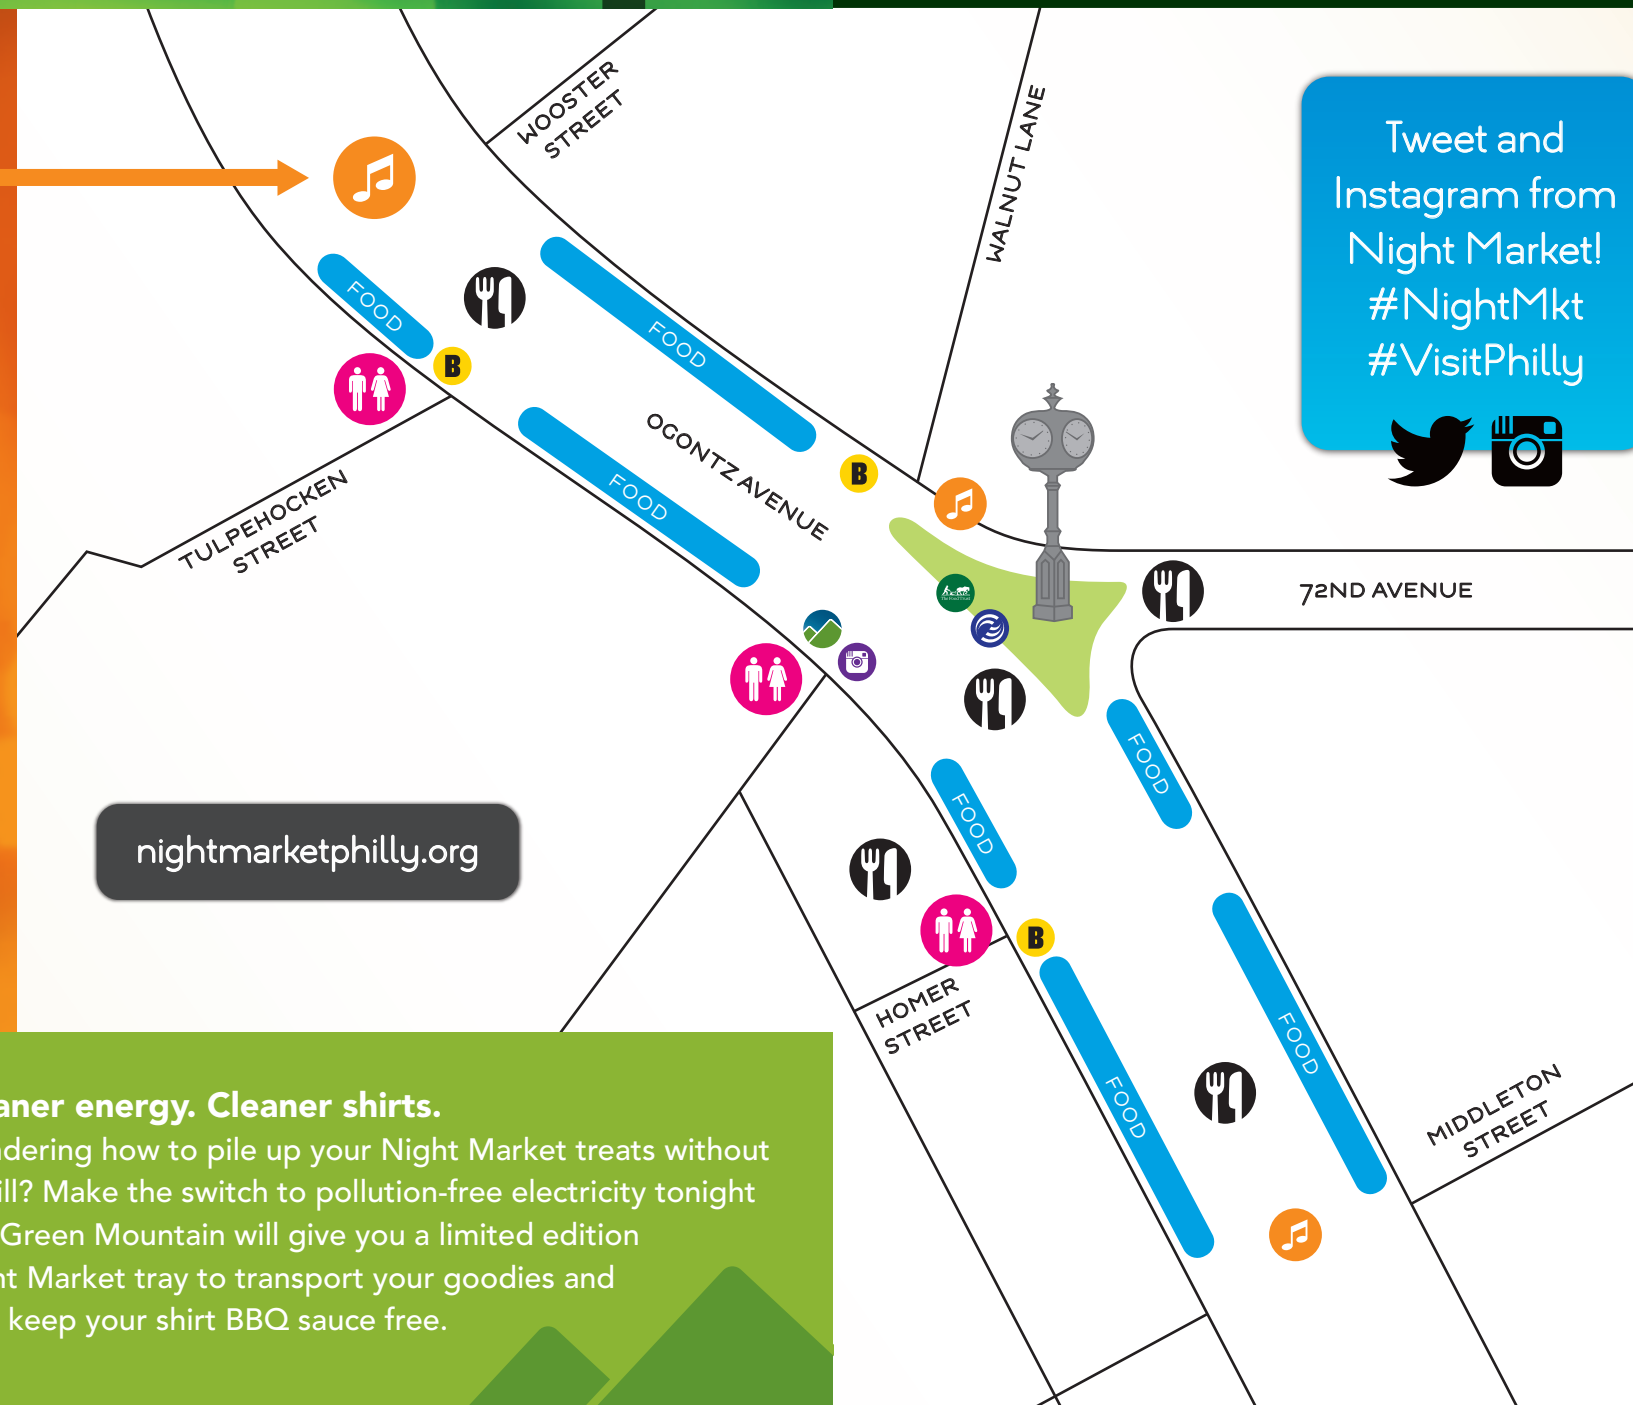 WOOSTER
STREET
WALNUT LANE
Tweet and
Instagram from
Night Market!
#NightMkt
#VisitPhilly
FOOD
FOOD
B
OGONTZ AVENUE
FOOD
B
TULPEHOCKEN
STREET
72ND AVENUE
FOOD
FOOD
nightmarketphilly.org
B
HOMER
STREET
FOOD
FOOD
MIDDLETON
STREET
aner energy. Cleaner shirts.
dering how to pile up your Night Market treats without
ill? Make the switch to pollution-free electricity tonight
Green Mountain will give you a limited edition
ht Market tray to transport your goodies and
keep your shirt BBQ sauce free.